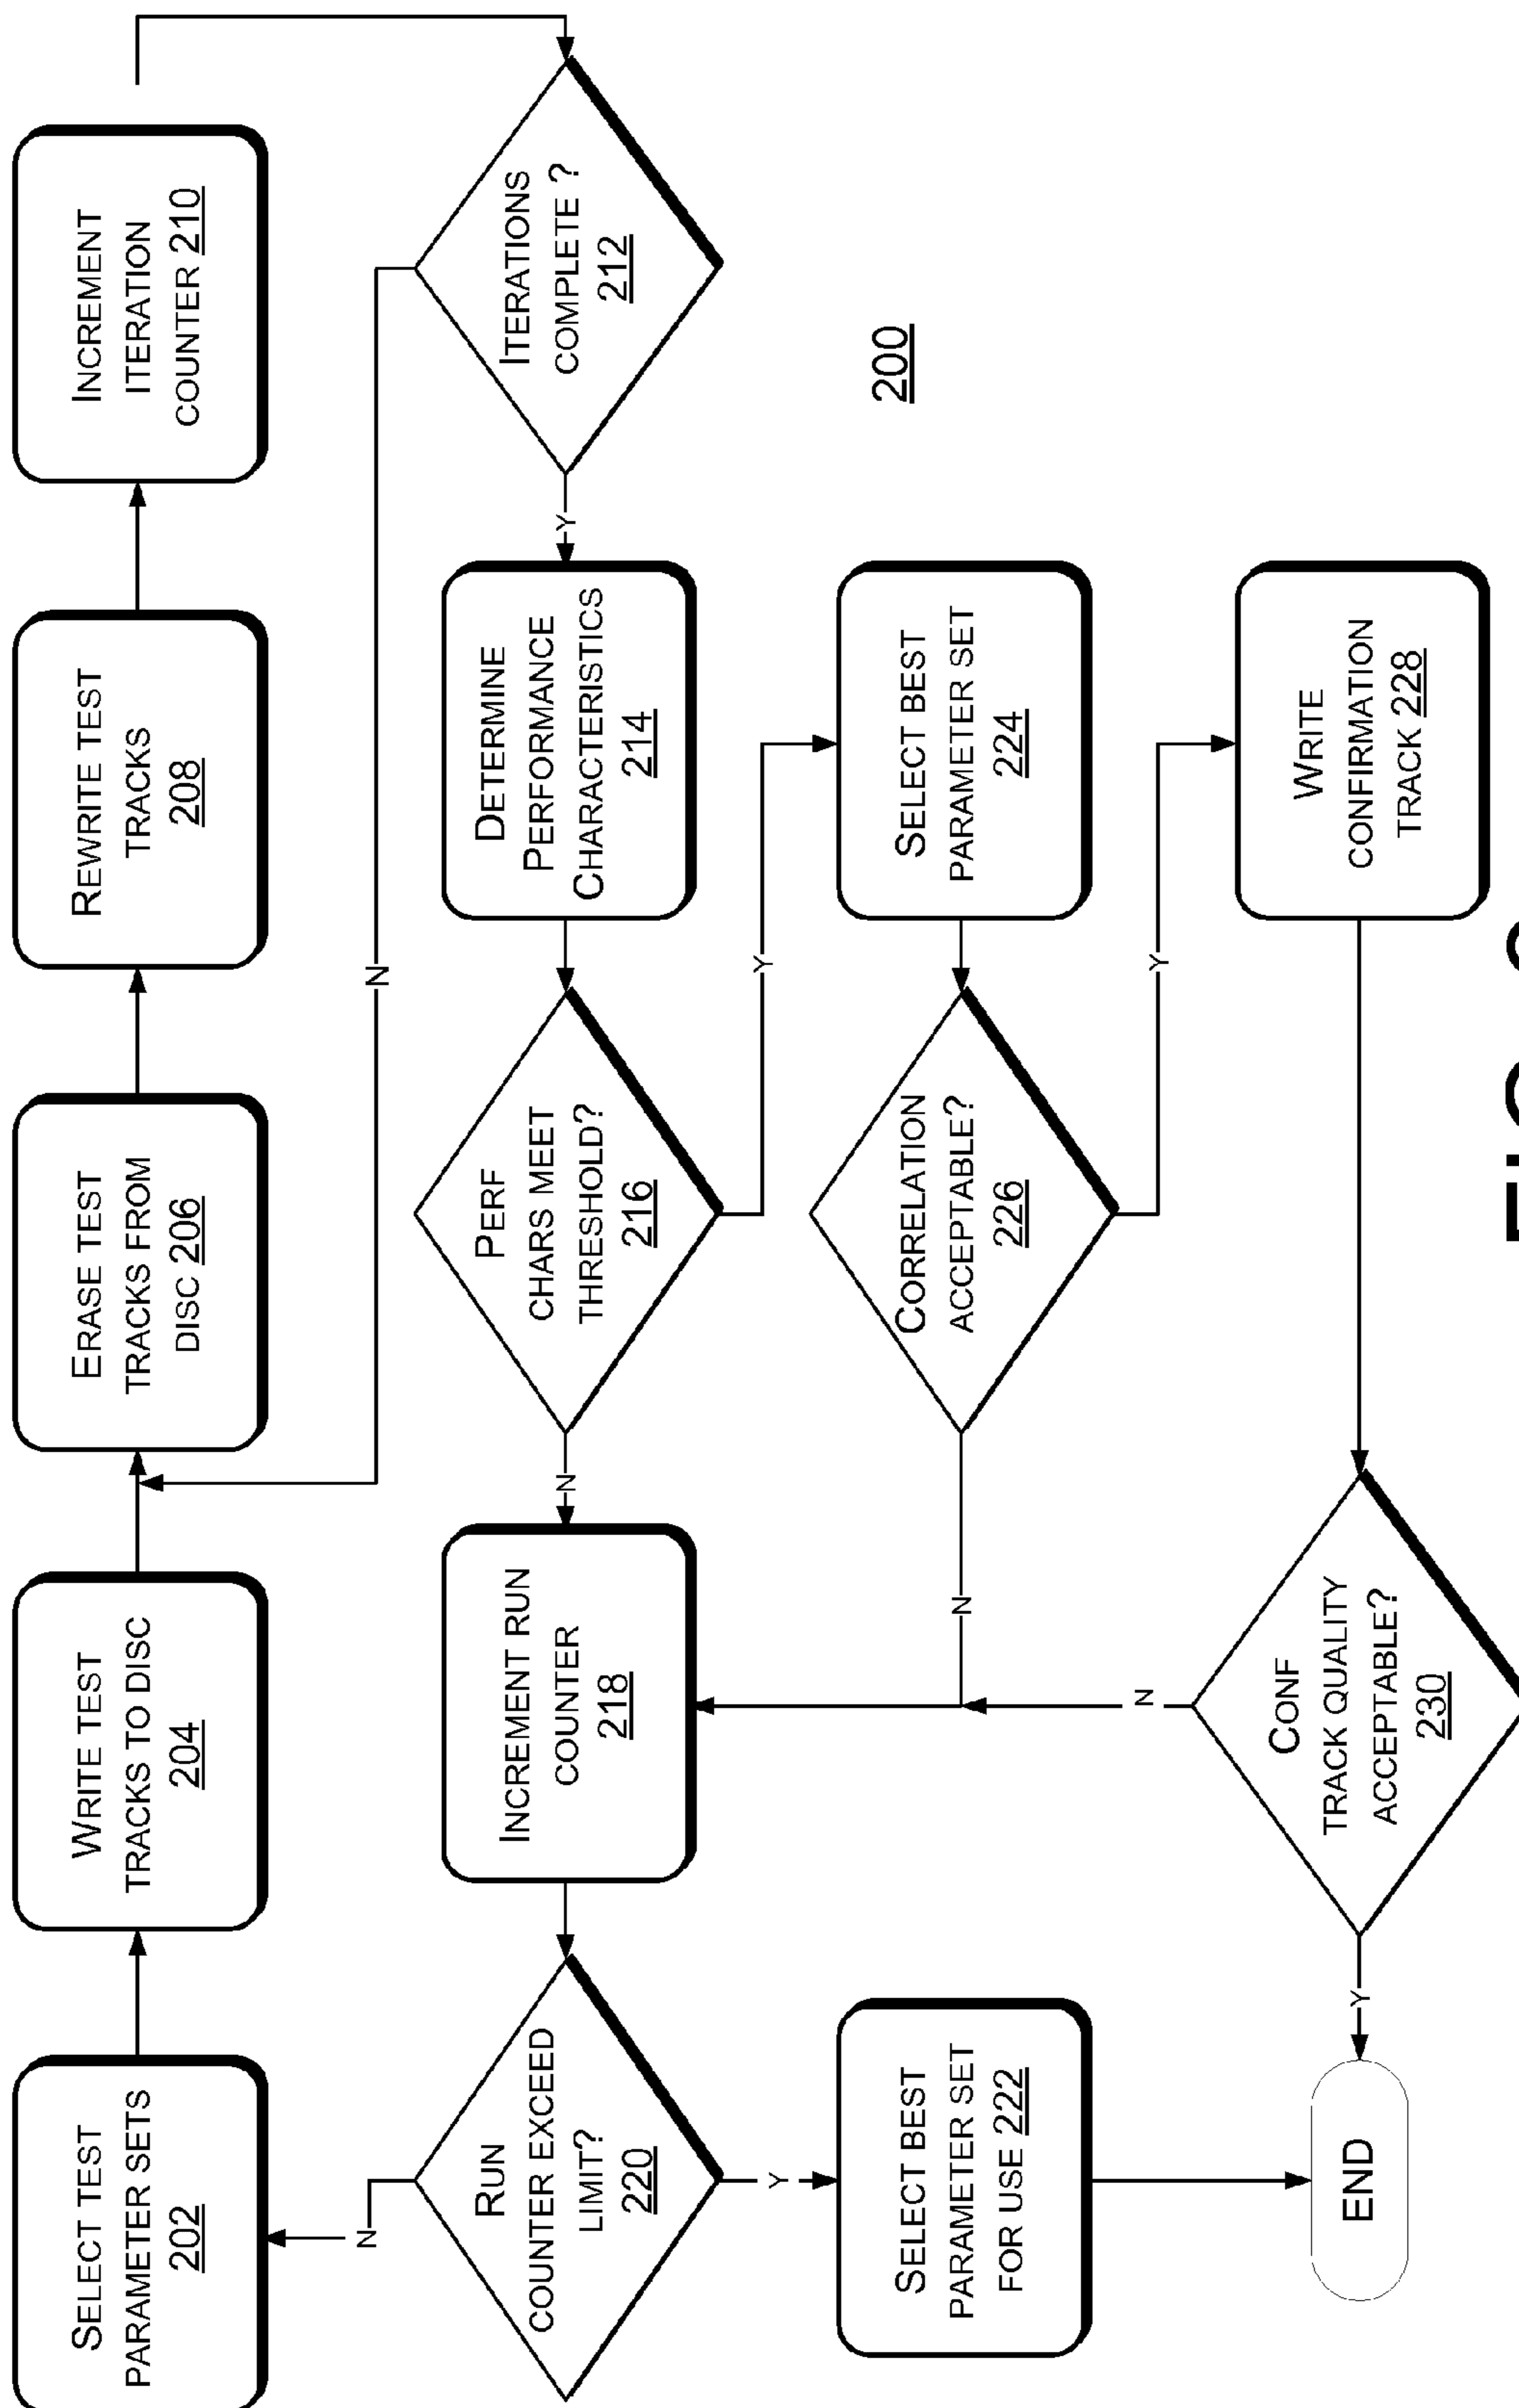 SELECT TEST
PARAMETER SETS
202
WRITE TEST
TRACKS TO DISC
204
ERASE TEST
TRACKS FROM
DISC 206
REWRITE TEST
TRACKS
208
INCREMENT
ITERATION
COUNTER 210
N
RUN
COUNTER EXCEED
LIMIT?
220
N
INCREMENT RUN
COUNTER
218
N
PERF
CHARS MEET
THRESHOLD?
216
DETERMINE
PERFORMANCE
CHARACTERISTICS
214
Y
ITERATIONS
COMPLETE ?
212
Y
Y
SELECT BEST
PARAMETER SET
FOR USE 222
N
CORRELATION
ACCEPTABLE?
226
SELECT BEST
PARAMETER SET
224
200
N
Y
END
Y
CONF
TRACK QUALITY
ACCEPTABLE?
230
WRITE
CONFIRMATION
TRACK 228